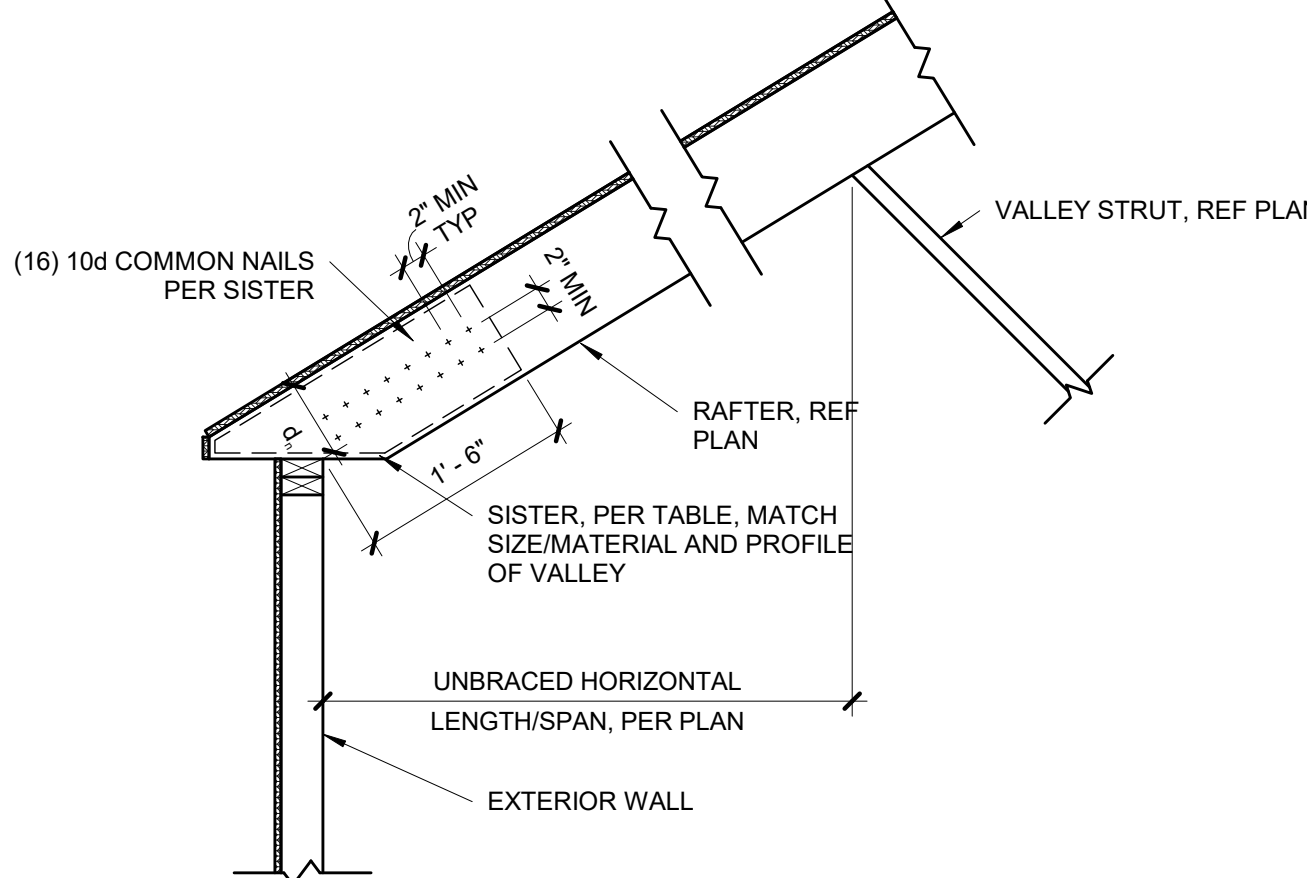 2" MIN
TYP
(16) 10d COMMON NAILS
PER SISTER
2" MIN
VALLEY STRUT, REF
dn
RAFTER, REF
PLAN
1' - 6"
SISTER, PER TABLE, MATCH
SIZE/MATERIAL AND PROFILE
OF VALLEY
UNBRACED HORIZONTAL
LENGTH/SPAN, PER PLAN
EXTERIOR WALL